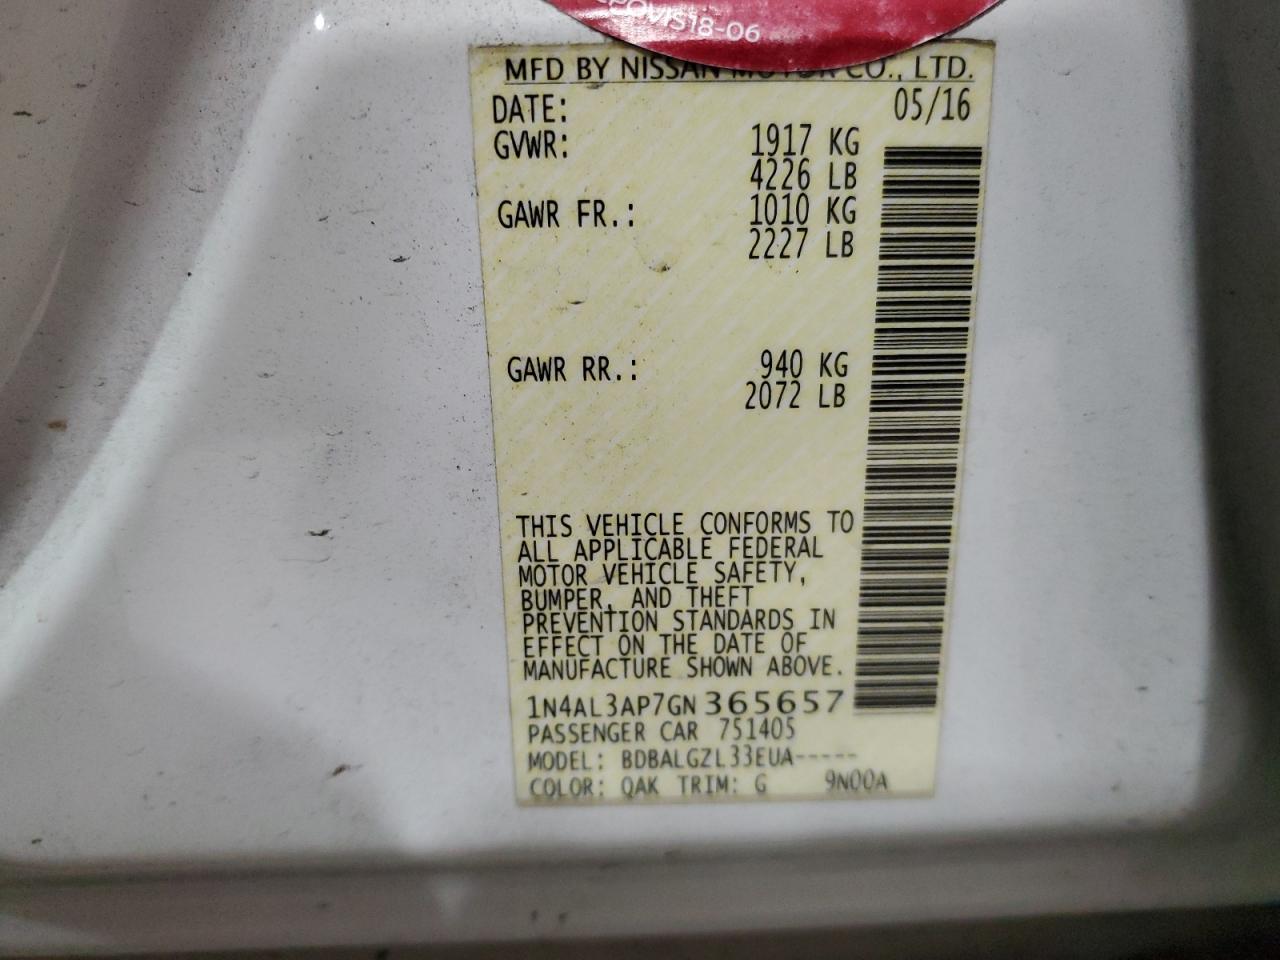 OVIS18-06
MFD BY NISSAN MOTOR CO., LTD.
DATE: 05/16
GVWR: 1917 KG
4226 LB
GAWR FR.: 1010 KG
2227 LB
GAWR RR.: 940 KG
2072 LB
THIS VEHICLE CONFORMS TO
ALL APPLICABLE FEDERAL
MOTOR VEHICLE SAFETY,
BUMPER, AND THEFT
PREVENTION STANDARDS IN
EFFECT ON THE DATE OF
MANUFACTURE SHOWN ABOVE.
1N4AL3AP7GN365657
PASSENGER CAR 751405
MODEL: BDBALGZL33EUA-----
COLOR: QAK TRIM: G 9N00A